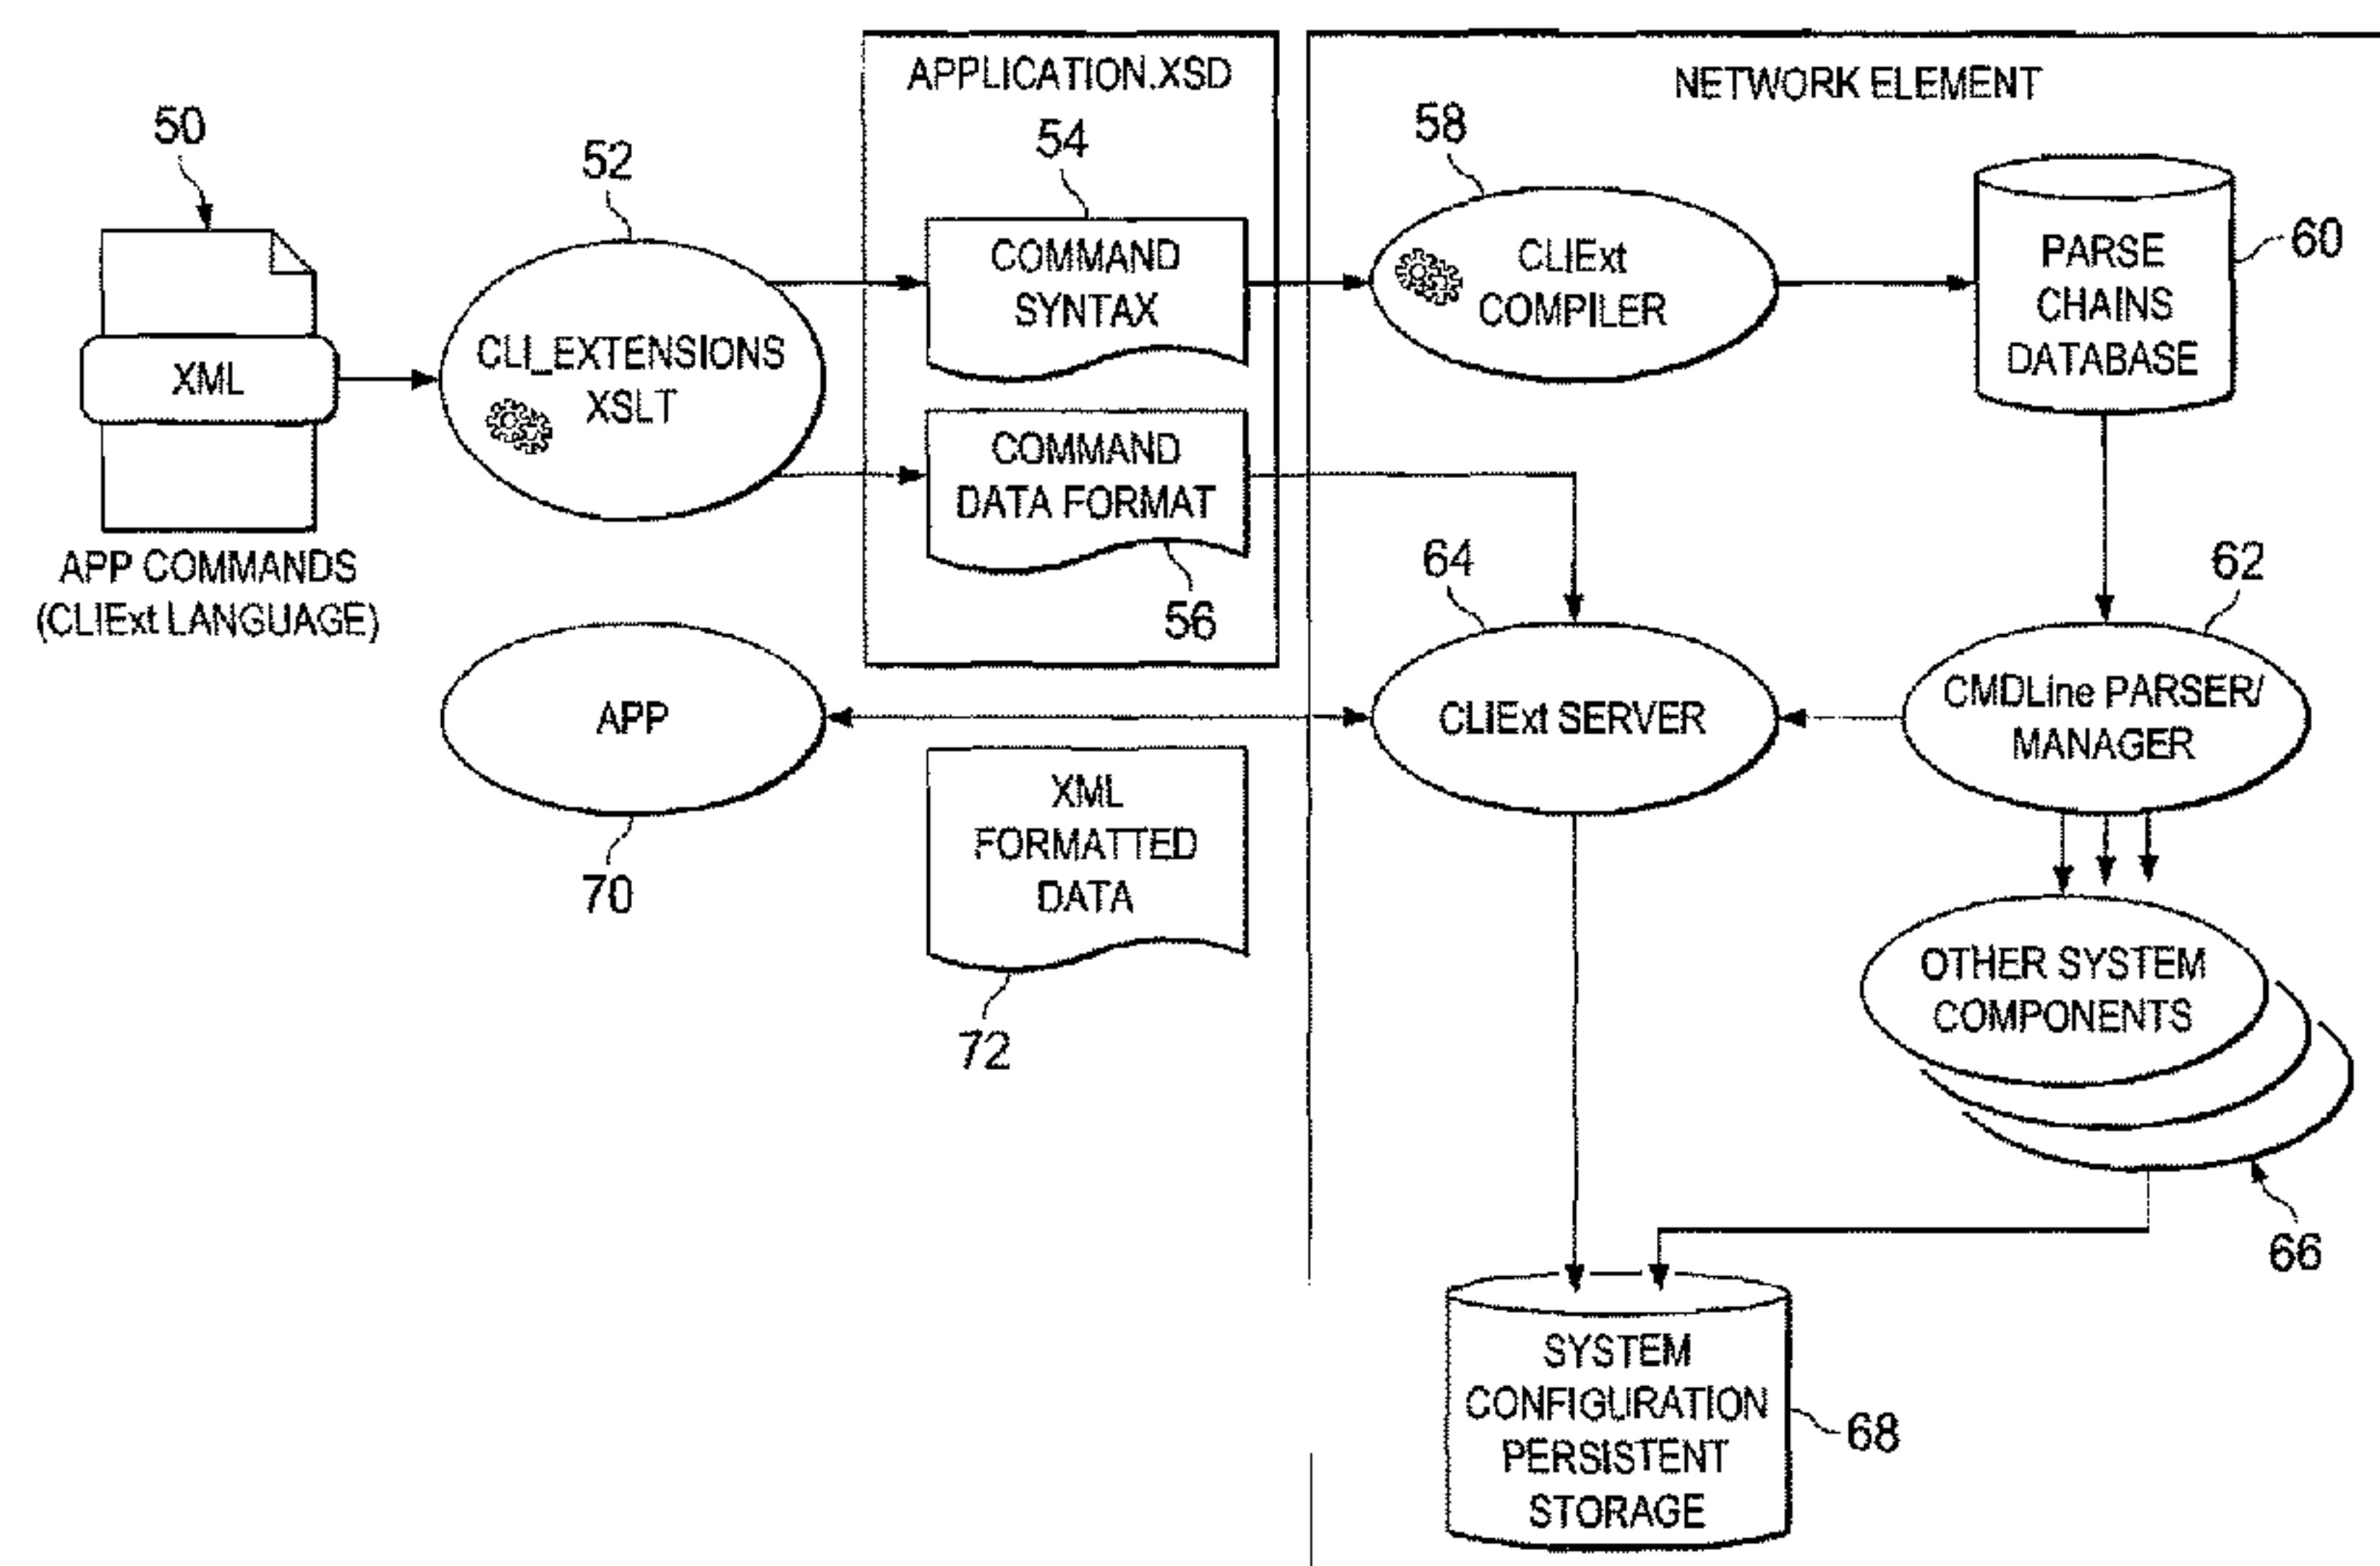 APPLICATION.XSD
NETWORK ELEMENT
50
52
54
58
60
XML
APP COMMANDS
(CLIExt LANGUAGE)
CLI_EXTENSIONS
XSLT
COMMAND
SYNTAX
COMMAND
DATA FORMAT
56
CLIExt
COMPILER
PARSE
CHAINS
DATABASE
64
62
APP
70
CLIExt SERVER
CMDLine PARSER/
MANAGER
XML
FORMATTED
DATA
72
OTHER SYSTEM
COMPONENTS
66
SYSTEM
CONFIGURATION
PERSISTENT
STORAGE
68